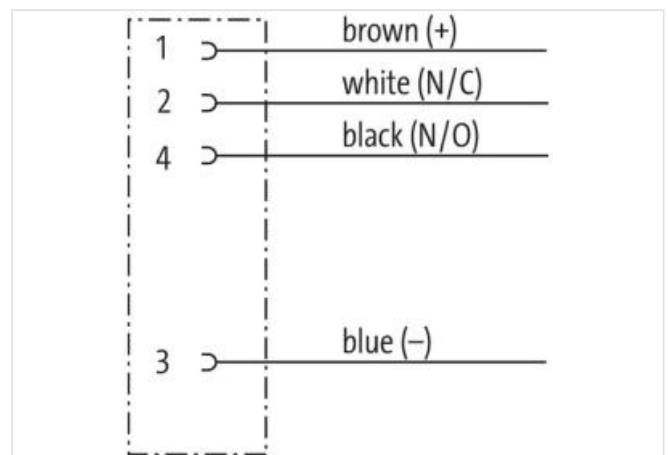 1 brown (+)
2 white (N/C)
4 black (N/O)
3 blue (–)